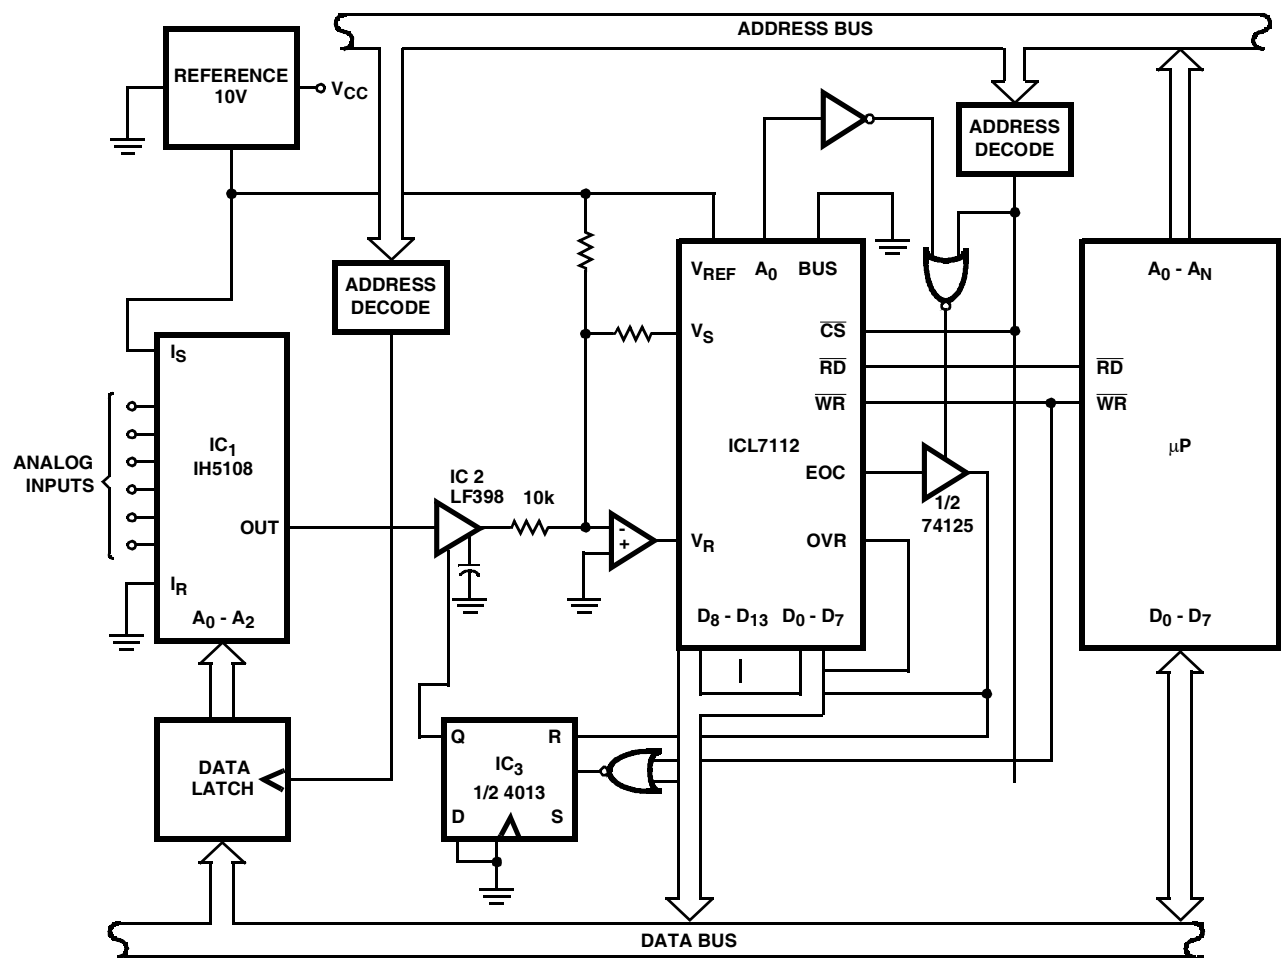 ADDRESS BUS
REFERENCE
10V
VCC
ADDRESS
DECODE
ADDRESS
DECODE
VREF A0 BUS
A0 - AN
VS
CS
RD
RD
WR
WR
IS
IC1
IH5108
ANALOG
INPUTS
OUT
IR
A0 - A2
IC 2
LF398
10k
-
+
ICL7112
µP
EOC
1/2
74125
VR
OVR
D8 - D13 D0 - D7
D0 - D7
DATA
LATCH
Q
R
IC3
1/2 4013
D
S
DATA BUS